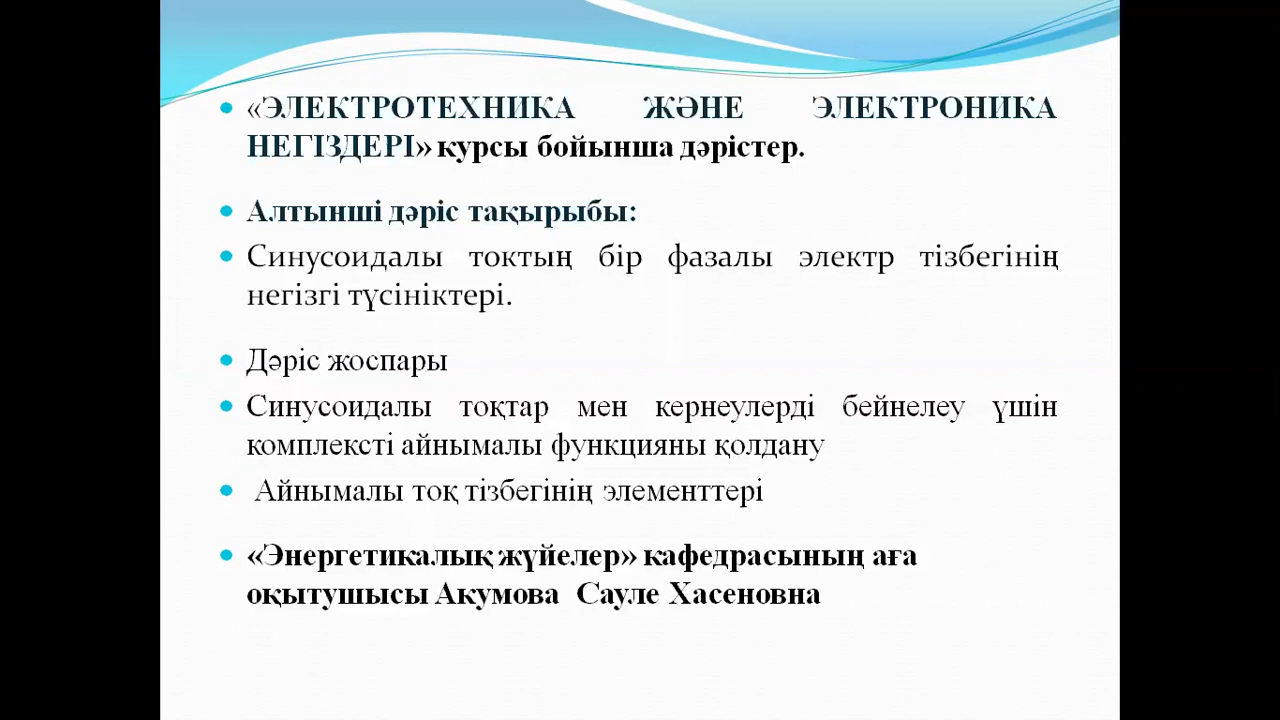 «ЭЛЕКТРОТЕХНИКА ЖӘНЕ ЭЛЕКТРОНИКА
НЕГІЗДЕРІ» курсы бойынша дәрістер.
Алтыншi дәріс тақырыбы:
Синусоидалы токтың бір фазалы электр тізбегінің
негізгі түсініктері.
Дәріс жоспары
Синусоидалы тоқтар мен кернеулерді бейнелеу үшін
комплексті айнымалы функцияны қолдану
Айнымалы тоқ тізбегінің элементтері
«Энергетикалық жүйелер» кафедрасының аға
оқытушысы Акумова Сауле Хасеновна